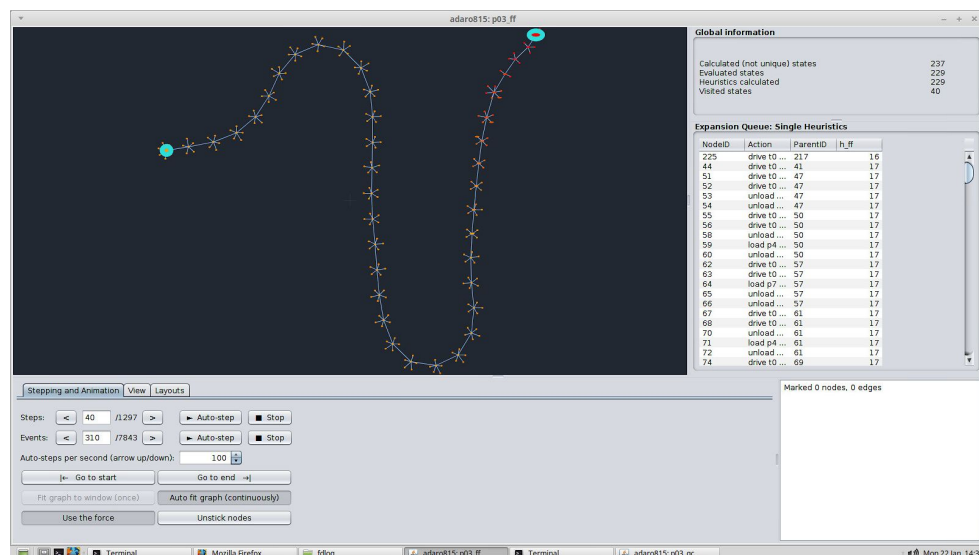 adaro815: p03_ff
Global information
Calculated (not unique) states 237
Evaluated states 229
Heuristics calculated 229
Visited states 40
Expansion Queue: Single Heuristics
NodeID Action ParentID h_ff
225 drive t0 ... 217 16
44 drive t0 ... 41 17
51 drive t0 ... 47 17
52 drive t0 ... 47 17
53 unload ... 47 17
54 unload ... 47 17
55 drive t0 ... 50 17
56 drive t0 ... 50 17
58 unload ... 50 17
59 load p4 ... 50 17
60 unload ... 50 17
62 drive t0 ... 57 17
63 drive t0 ... 57 17
64 load p7 ... 57 17
65 unload ... 57 17
66 unload ... 57 17
67 drive t0 ... 61 17
68 drive t0 ... 61 17
70 unload ... 61 17
71 load p4 ... 61 17
72 unload ... 61 17
74 drive t0 ... 69 17
Stepping and Animation View Layouts
Marked 0 nodes, 0 edges
Steps: < 40 /1297 > ► Auto-step ■ Stop
Events: < 310 /7843 > ► Auto-step ■ Stop
Auto-steps per second (arrow up/down): 100
|← Go to start Go to end →|
Fit graph to window (once) Auto fit graph (continuously)
Use the force Unstick nodes
Terminal Mozilla Firefox fdlog adaro815: p03_ff Terminal adaro815: p03_gc Mon 22 Jan, 14:3